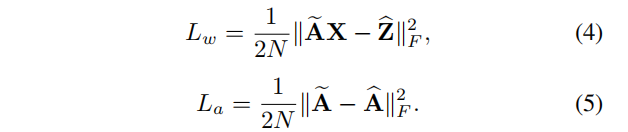 L_w = \frac{1}{2N} \|\widetilde{\mathbf{A}}\mathbf{X} - \widehat{\mathbf{Z}}\|_F^2, (4)
L_a = \frac{1}{2N} \|\widetilde{\mathbf{A}} - \widehat{\mathbf{A}}\|_F^2. (5)